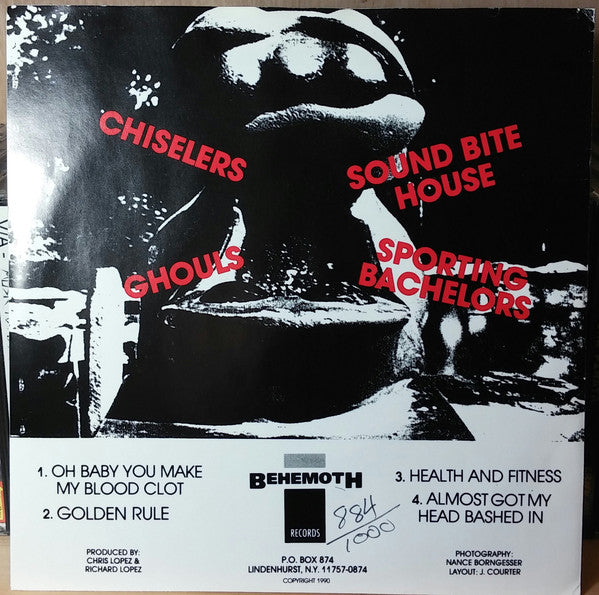 CHISELERS
SOUND BITE
HOUSE
GHOULS
SPORTING
BACHELORS
1. OH BABY YOU MAKE
MY BLOOD CLOT
2. GOLDEN RULE
BEHEMOTH
RECORDS
884/1000
P.O. BOX 874
LINDENHURST, N.Y. 11757-0874
COPYRIGHT 1990
3. HEALTH AND FITNESS
4. ALMOST GOT MY
HEAD BASHED IN
PRODUCED BY:
CHRIS LOPEZ &
RICHARD LOPEZ
PHOTOGRAPHY:
NANCE BORNGESSER
LAYOUT: J. COURTER